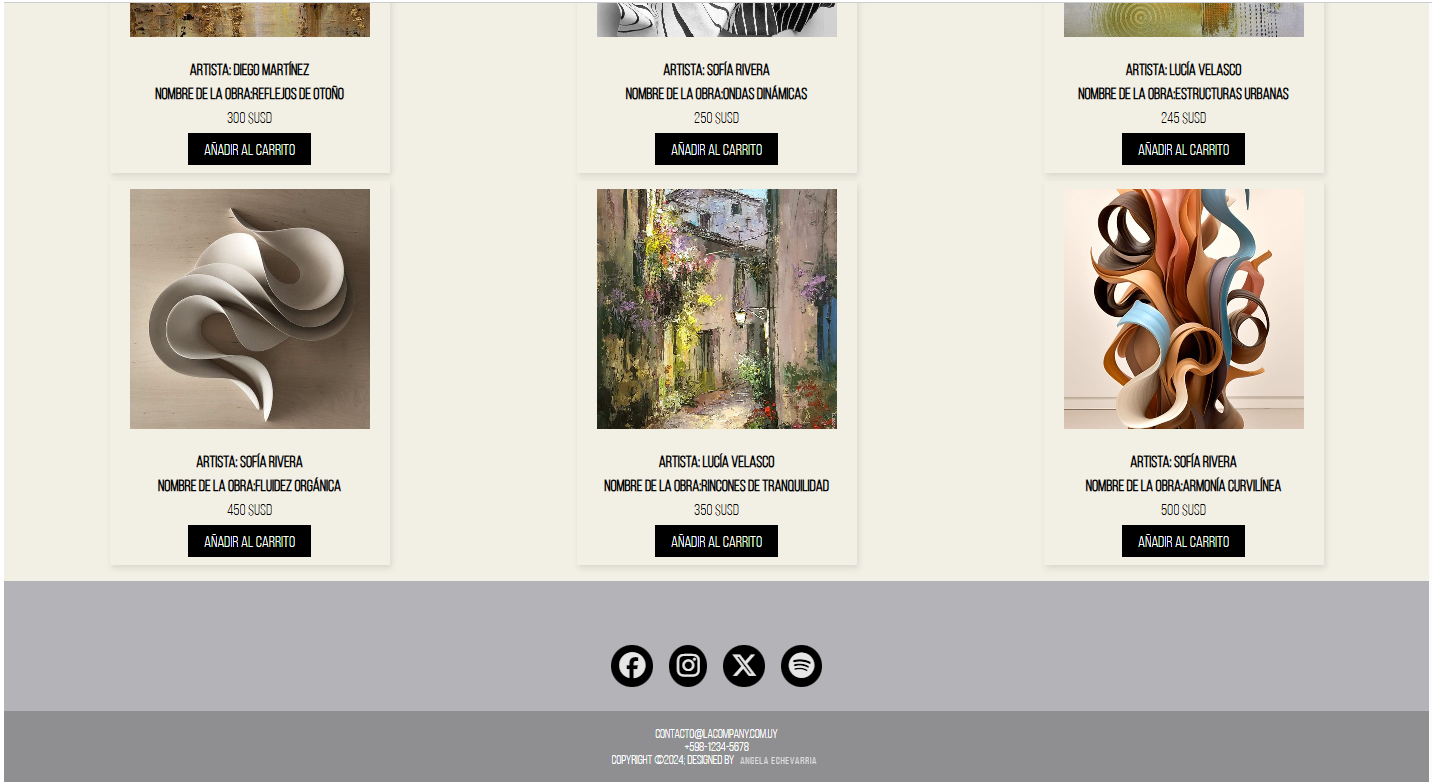 ARTISTA: DIEGO MARTÍNEZ
NOMBRE DE LA OBRA:REFLEJOS DE OTOÑO
300 $USD
AÑADIR AL CARRITO
ARTISTA: SOFÍA RIVERA
NOMBRE DE LA OBRA:ONDAS DINÁMICAS
250 $USD
AÑADIR AL CARRITO
ARTISTA: LUCÍA VELASCO
NOMBRE DE LA OBRA:ESTRUCTURAS URBANAS
245 $USD
AÑADIR AL CARRITO
ARTISTA: SOFÍA RIVERA
NOMBRE DE LA OBRA:FLUIDEZ ORGÁNICA
450 $USD
AÑADIR AL CARRITO
ARTISTA: LUCÍA VELASCO
NOMBRE DE LA OBRA:RINCONES DE TRANQUILIDAD
350 $USD
AÑADIR AL CARRITO
ARTISTA: SOFÍA RIVERA
NOMBRE DE LA OBRA:ARMONÍA CURVILÍNEA
500 $USD
AÑADIR AL CARRITO
CONTACTO@LACOMPANY.COM.UY
+598-1234-5678
COPYRIGHT ©2024; DESIGNED BY ANGELA ECHEVARRIA